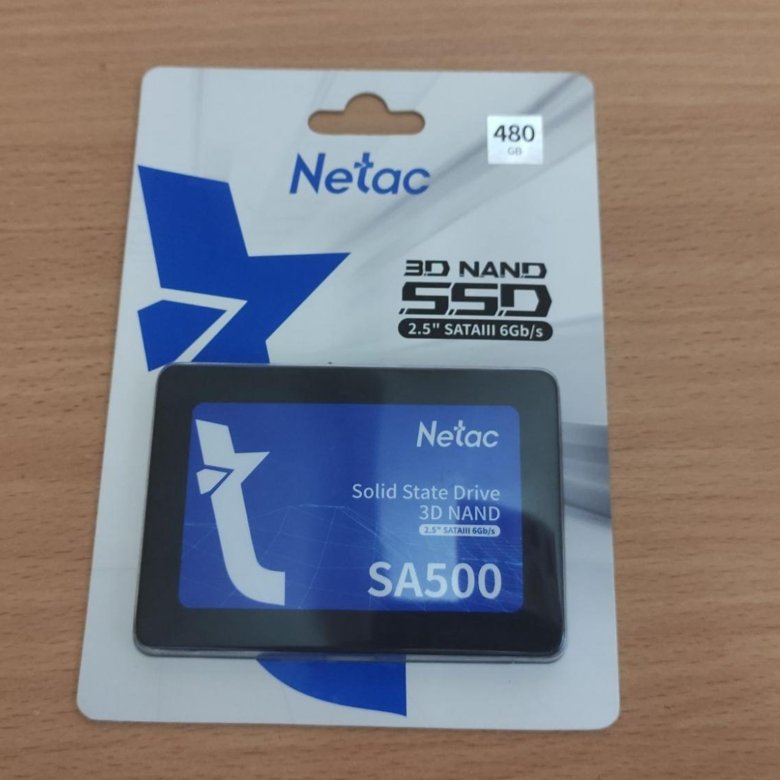 480
GB
Netac
3D NAND
SSD
2.5" SATAIII 6Gb/s
Netac
Solid State Drive
3D NAND
2.5" SATAIII 6Gb/s
SA500